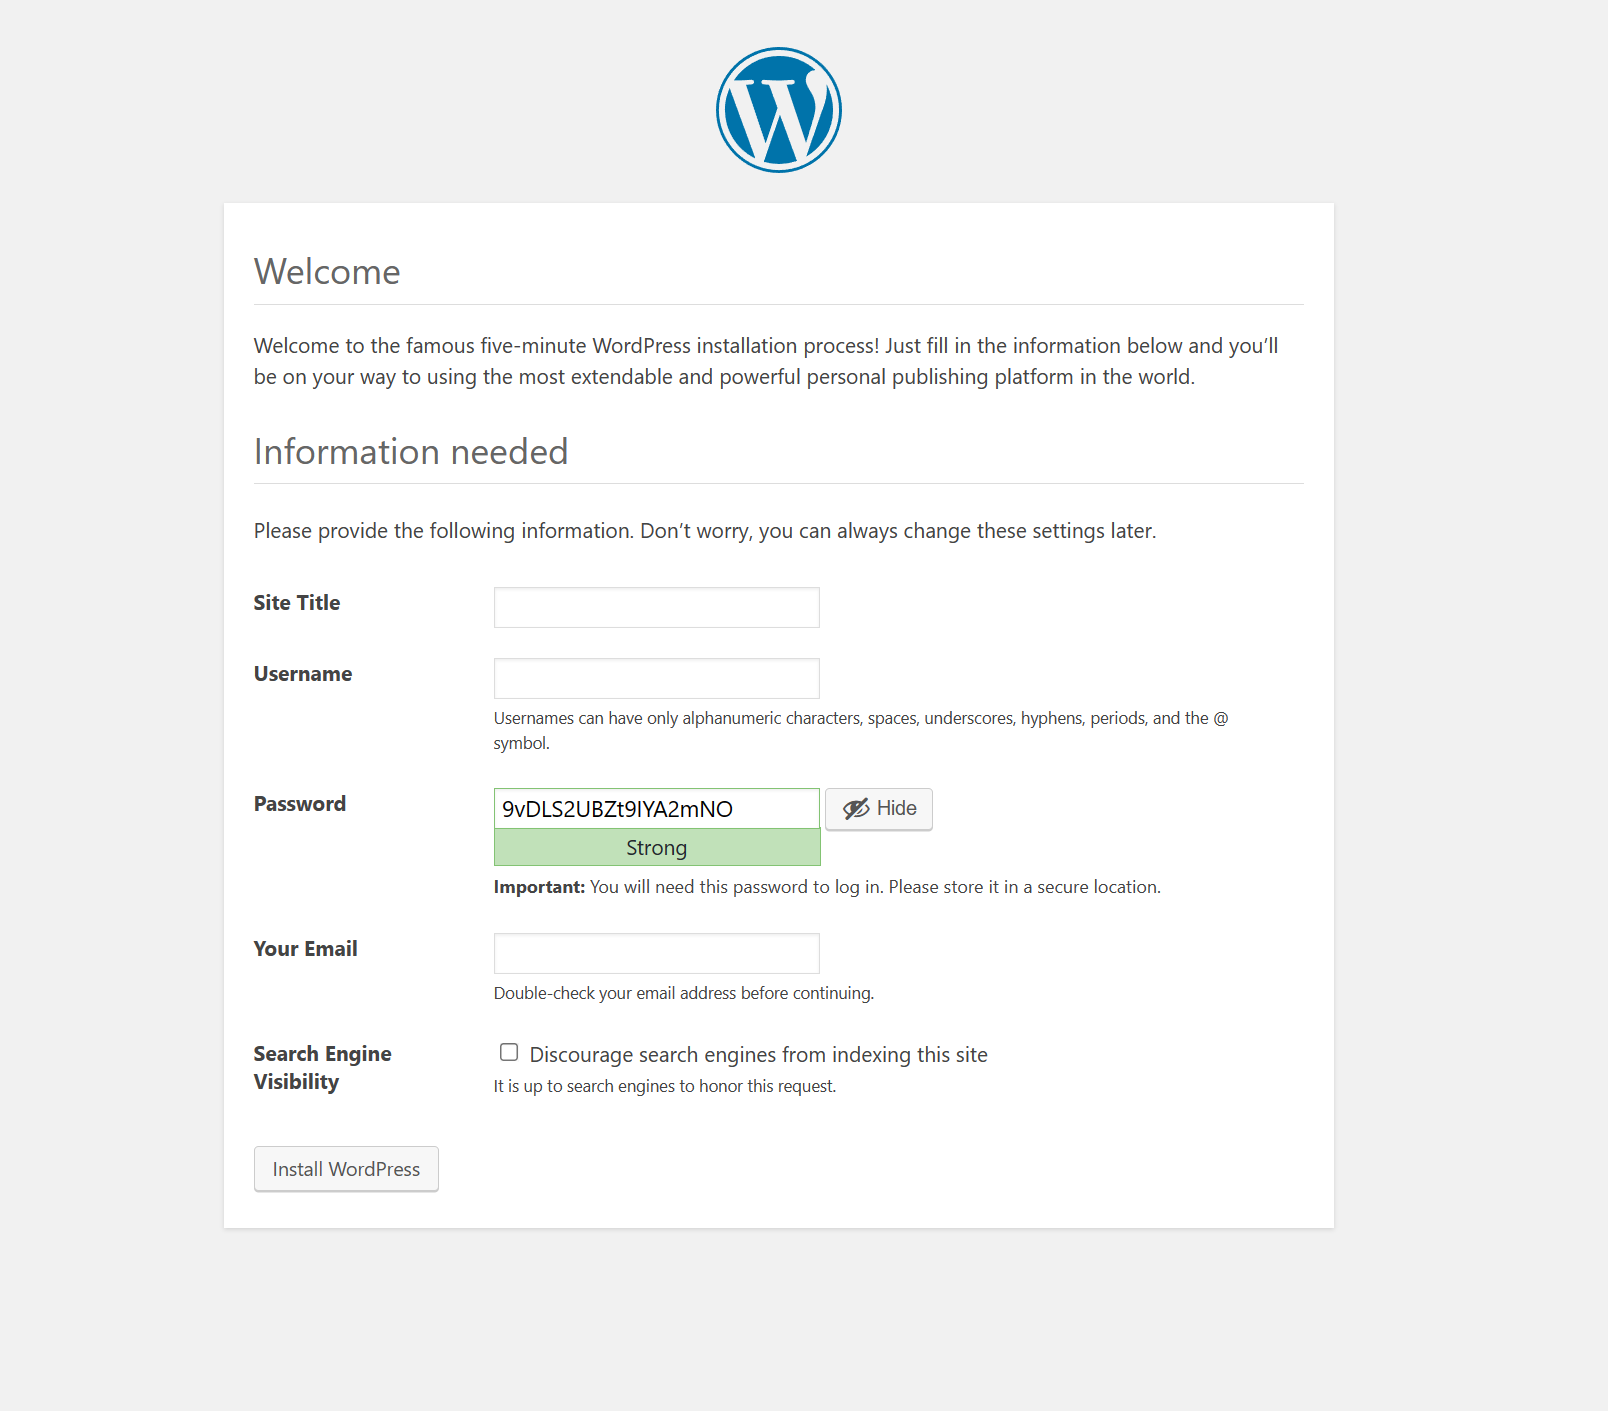 Welcome
Welcome to the famous five-minute WordPress installation process! Just fill in the information below and you’ll
be on your way to using the most extendable and powerful personal publishing platform in the world.
Information needed
Please provide the following information. Don’t worry, you can always change these settings later.
Site Title
Username
Usernames can have only alphanumeric characters, spaces, underscores, hyphens, periods, and the @
symbol.
Password
9vDLS2UBZt9IYA2mNO
Hide
Strong
Important: You will need this password to log in. Please store it in a secure location.
Your Email
Double-check your email address before continuing.
Search Engine
Visibility
Discourage search engines from indexing this site
It is up to search engines to honor this request.
Install WordPress